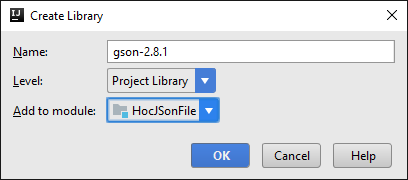 Create Library
Name: gson-2.8.1
Level: Project Library
Add to module: HocJSonFile
OK Cancel Help